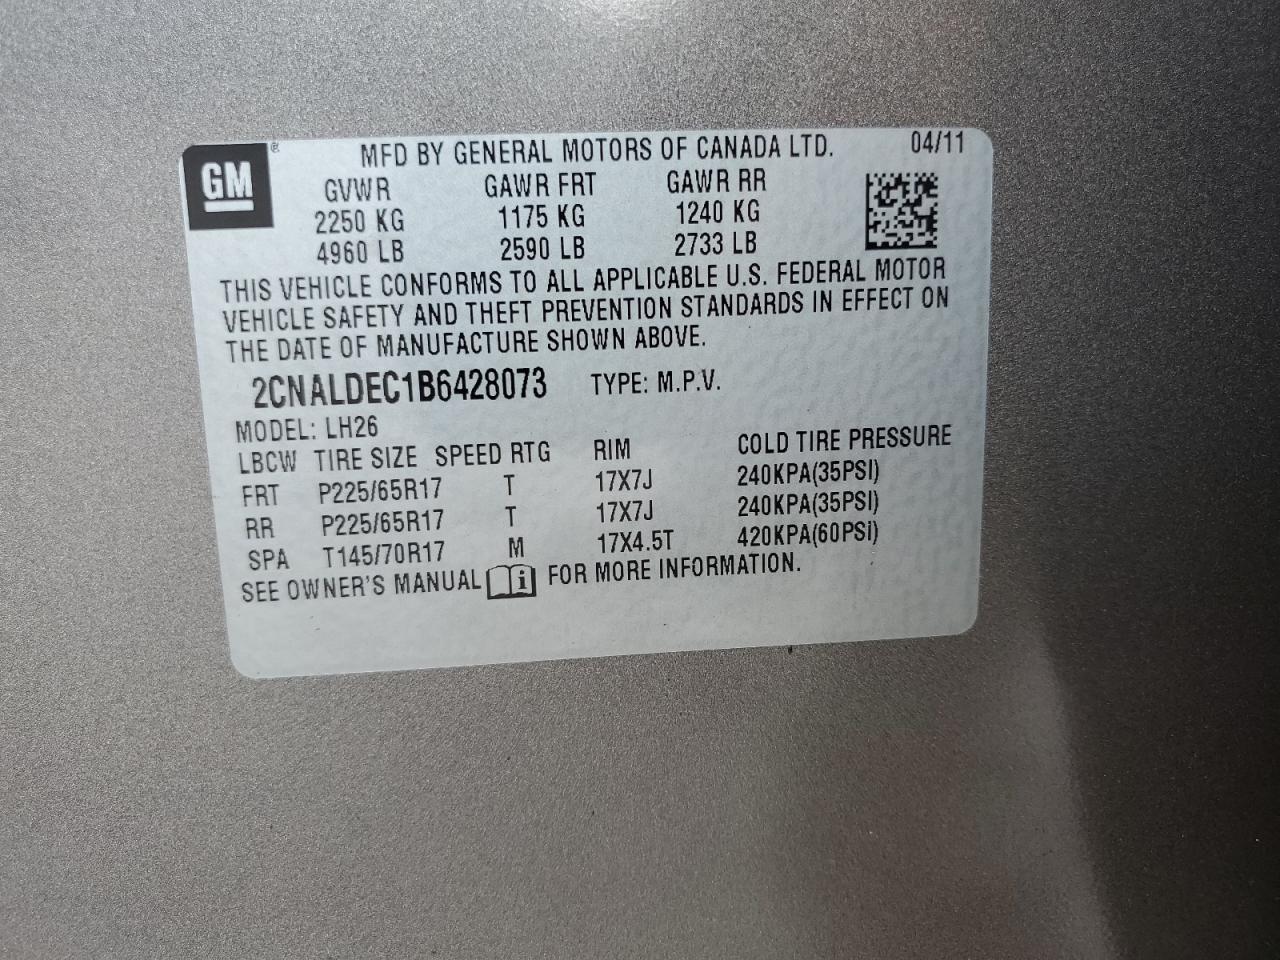 GM® MFD BY GENERAL MOTORS OF CANADA LTD. 04/11
GVWR GAWR FRT GAWR RR
2250 KG 1175 KG 1240 KG
4960 LB 2590 LB 2733 LB
THIS VEHICLE CONFORMS TO ALL APPLICABLE U.S. FEDERAL MOTOR
VEHICLE SAFETY AND THEFT PREVENTION STANDARDS IN EFFECT ON
THE DATE OF MANUFACTURE SHOWN ABOVE.
2CNALDEC1B6428073 TYPE: M.P.V.
MODEL: LH26
LBCW TIRE SIZE SPEED RTG RIM COLD TIRE PRESSURE
FRT P225/65R17 T 17X7J 240KPA(35PSI)
RR P225/65R17 T 17X7J 240KPA(35PSI)
SPA T145/70R17 M 17X4.5T 420KPA(60PSI)
SEE OWNER'S MANUAL i FOR MORE INFORMATION.